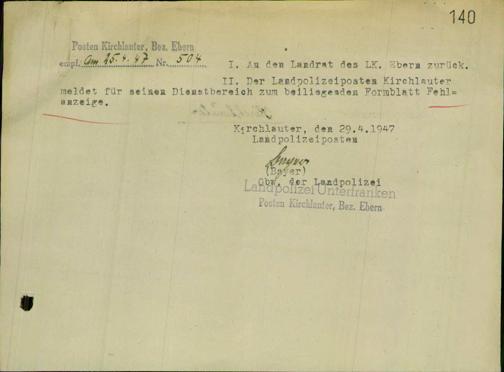 140
Posten Kirchlauter, Bez. Ebern
empf. am 25.4.47 Nr. 504
I. An den Landrat des LK. Ebern zurück.
II. Der Landpolizeiposten Kirchlauter
meldet für seinen Dienstbereich zum beiliegenden Formblatt Fehl=
anzeige.
Kirchlauter, den 29.4.1947
Landpolizeiposten
(Bayer)
Obw. der Landpolizei
Landpolizei Unterfranken
Posten Kirchlauter, Bez. Ebern